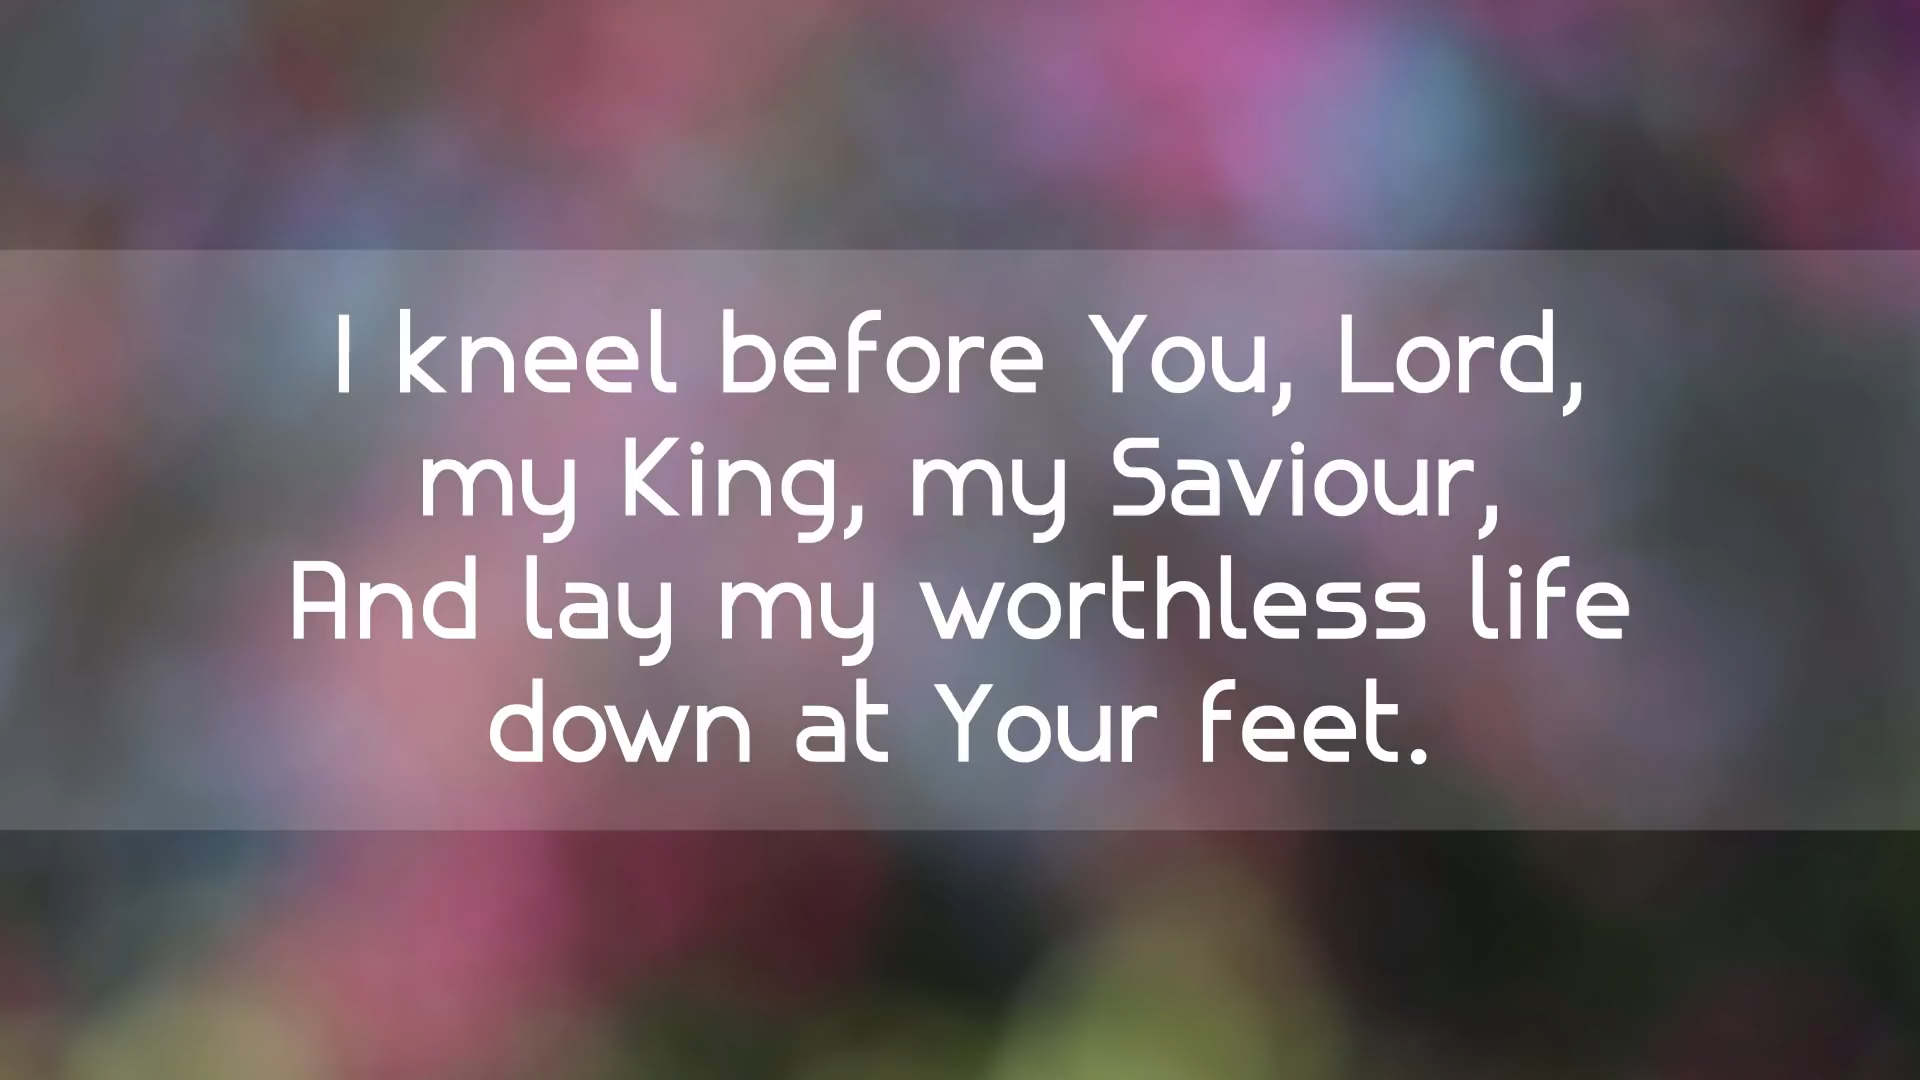 I kneel before You, Lord,
my King, my Saviour,
And lay my worthless life
down at Your feet.